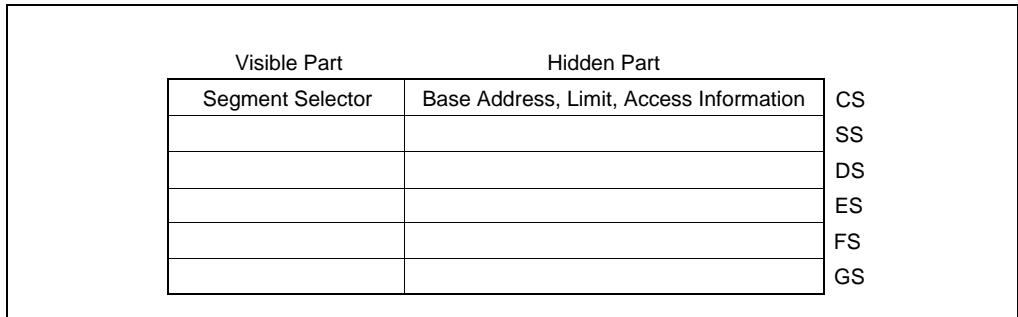 Visible Part Hidden Part
Segment Selector Base Address, Limit, Access Information CS
SS
DS
ES
FS
GS